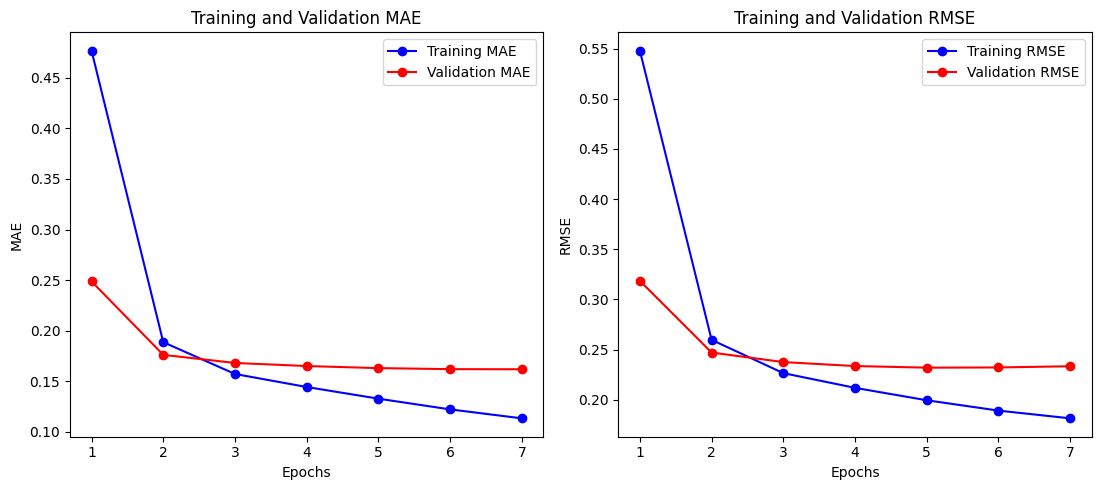 Training and Validation MAE
Training MAE
Validation MAE
0.45
0.40
0.35
0.30
0.25
0.20
0.15
0.10
MAE
1 2 3 4 5 6 7
Epochs
Training and Validation RMSE
Training RMSE
Validation RMSE
0.55
0.50
0.45
0.40
0.35
0.30
0.25
0.20
RMSE
1 2 3 4 5 6 7
Epochs